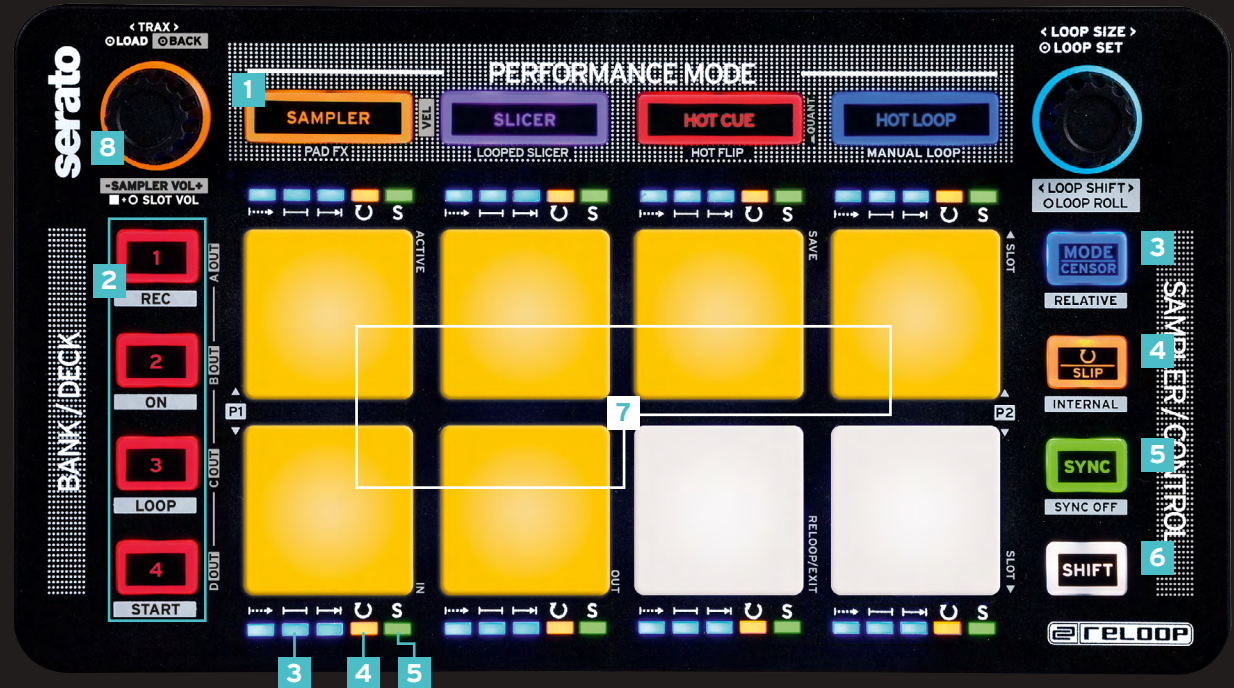 < TRAX >
LOAD BACK
serato
8
-SAMPLER VOL+
+ SLOT VOL
PERFORMANCE MODE
1
SAMPLER
VEL
SLICER
HOT CUE
QUANT
HOT LOOP
PAD FX
LOOPED SLICER
HOT FLIP
MANUAL LOOP
< LOOP SIZE >
LOOP SET
< LOOP SHIFT >
LOOP ROLL
S
S
S
S
BANK / DECK
2
1
REC
A OUT
2
ON
B OUT
3
LOOP
C OUT
4
START
D OUT
ACTIVE
SAVE
SLOT
P1
7
P2
IN
OUT
RELOOP/EXIT
SLOT
S
S
S
S
3
4
5
MODE
CENSOR
3
RELATIVE
SLIP
4
INTERNAL
SYNC
5
SYNC OFF
SHIFT
6
SAMPLER / CONTROL
reloop